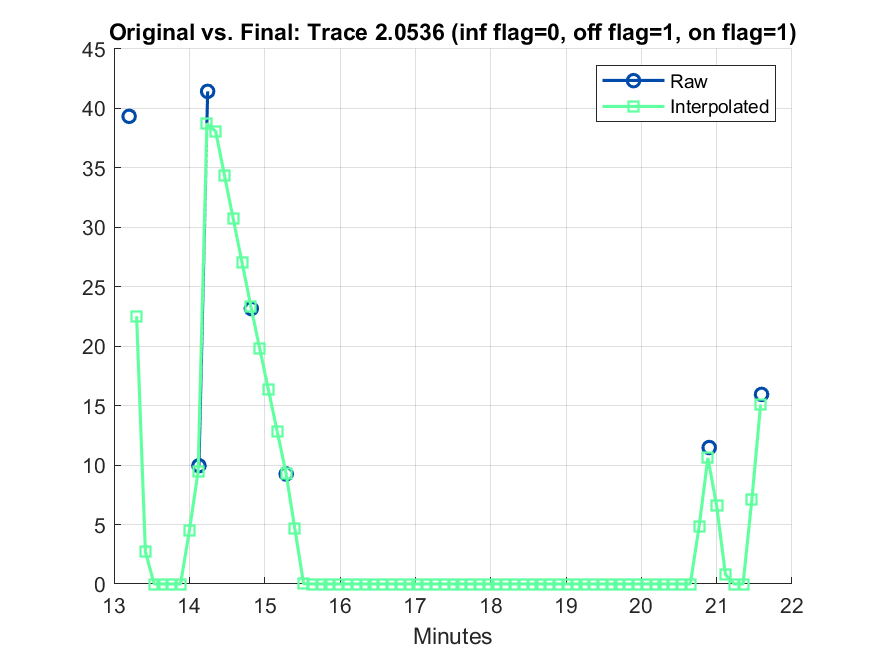 Original vs. Final: Trace 2.0536 (inf flag=0, off flag=1, on flag=1)
45
40
35
30
25
20
15
10
5
0
Raw
Interpolated
13 14 15 16 17 18 19 20 21 22
Minutes